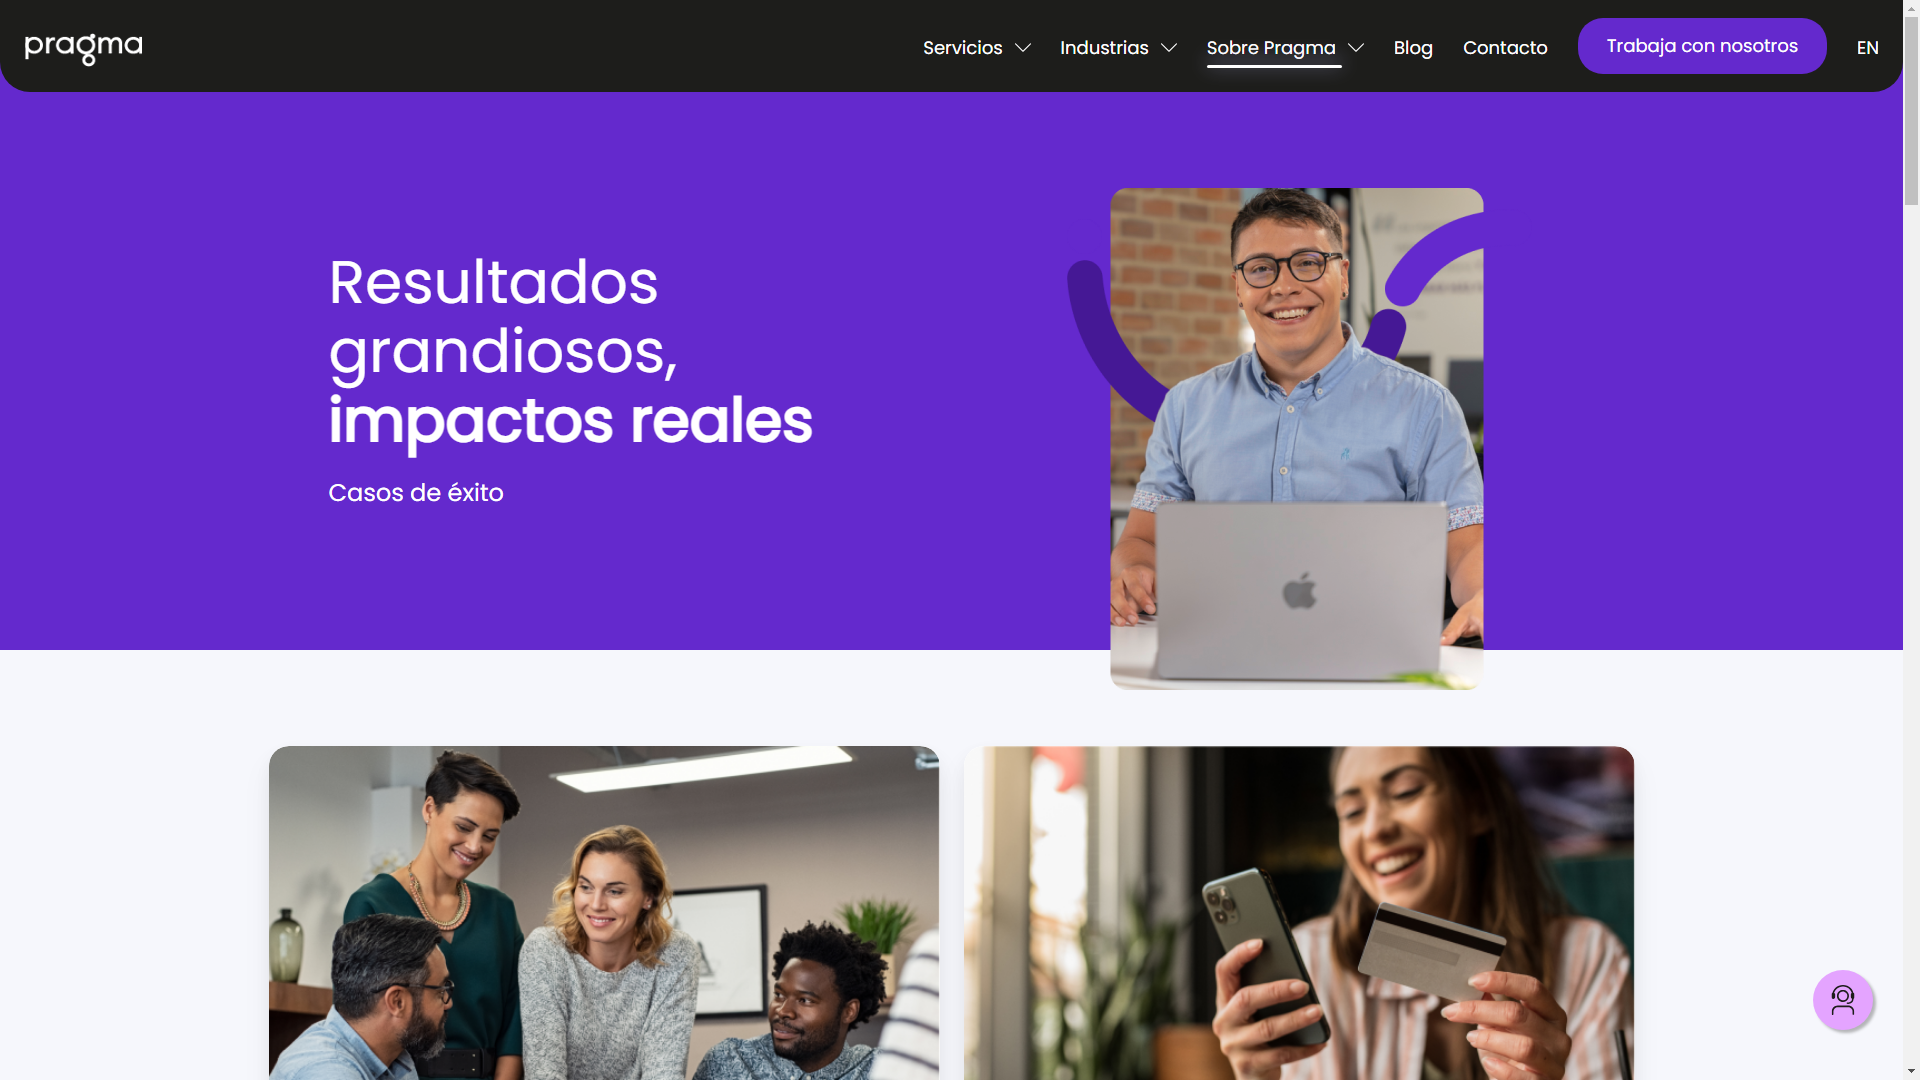 pragma
Servicios
Industrias
Sobre Pragma
Blog
Contacto
Trabaja con nosotros
EN
Resultados
grandiosos,
impactos reales
Casos de éxito